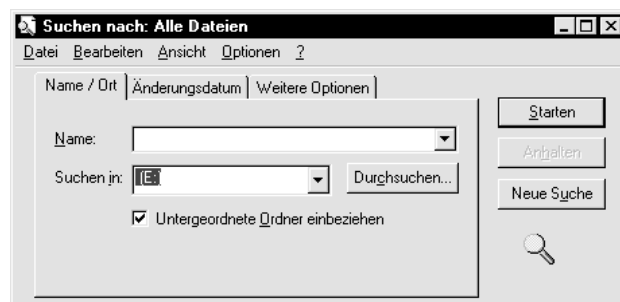 Suchen nach: Alle Dateien
Datei Bearbeiten Ansicht Optionen ?
Name / Ort Änderungsdatum Weitere Optionen
Name:
Suchen in: (E:)
Durchsuchen...
Untergeordnete Ordner einbeziehen
Starten
Anhalten
Neue Suche